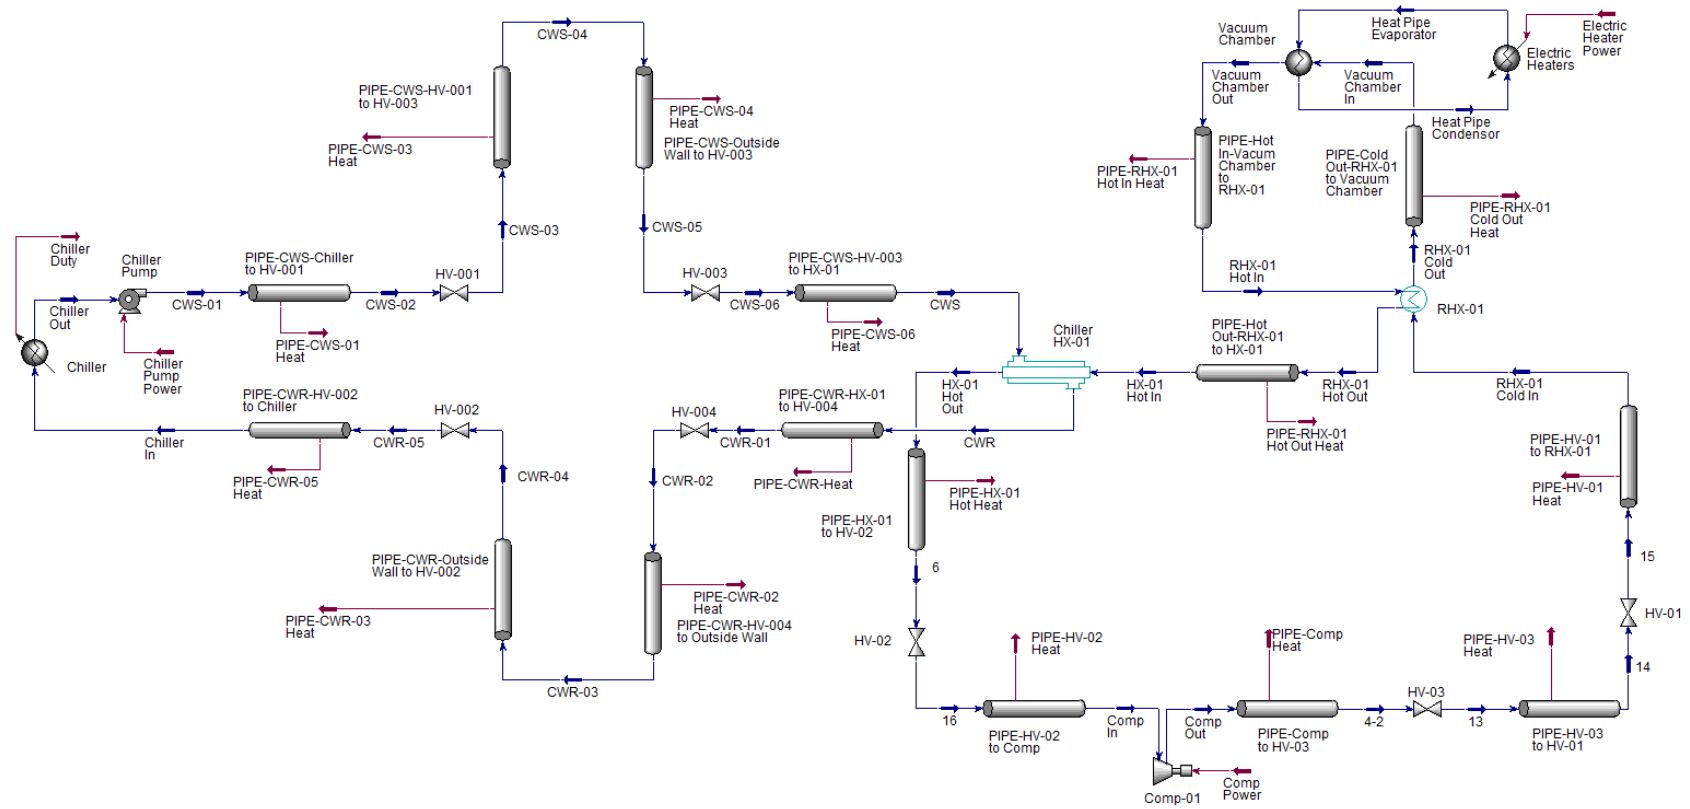 CWS-04
PIPE-CWS-HV-001
to HV-003
PIPE-CWS-03
Heat
PIPE-CWS-04
Heat
PIPE-CWS-Outside
Wall to HV-003
CWS-03
CWS-05
Chiller
Duty
Chiller
Pump
PIPE-CWS-Chiller
to HV-001
HV-001
Chiller
Out
CWS-01
CWS-02
PIPE-CWS-01
Heat
Chiller
Chiller
Pump
Power
HV-003
CWS-06
PIPE-CWS-HV-003
to HX-01
CWS
PIPE-CWS-06
Heat
Chiller
HX-01
Vacuum
Chamber
Heat Pipe
Evaporator
Electric
Heater
Power
Electric
Heaters
Vacuum
Chamber
Out
Vacuum
Chamber
In
Heat Pipe
Condensor
PIPE-Hot
In-Vacum
Chamber
to
RHX-01
PIPE-RHX-01
Hot In Heat
PIPE-Cold
Out-RHX-01
to Vacuum
Chamber
PIPE-RHX-01
Cold Out
Heat
RHX-01
Cold
Out
RHX-01
Hot In
RHX-01
PIPE-Hot
Out-RHX-01
to HX-01
HX-01
Hot
Out
HX-01
Hot In
RHX-01
Hot Out
RHX-01
Cold In
PIPE-RHX-01
Hot Out Heat
PIPE-CWR-HV-002
to Chiller
HV-002
Chiller
In
CWR-05
PIPE-CWR-05
Heat
CWR-04
HV-004
PIPE-CWR-HX-01
to HV-004
CWR-01
CWR
CWR-02
PIPE-CWR-Heat
PIPE-HX-01
Hot Heat
PIPE-HX-01
to HV-02
PIPE-HV-01
to RHX-01
PIPE-HV-01
Heat
PIPE-CWR-Outside
Wall to HV-002
PIPE-CWR-03
Heat
PIPE-CWR-02
Heat
PIPE-CWR-HV-004
to Outside Wall
CWR-03
6
15
HV-02
HV-01
PIPE-HV-02
Heat
PIPE-Comp
Heat
PIPE-HV-03
Heat
14
16
Comp
In
Comp
Out
4-2
HV-03
13
PIPE-HV-02
to Comp
PIPE-Comp
to HV-03
PIPE-HV-03
to HV-01
Comp-01
Comp
Power